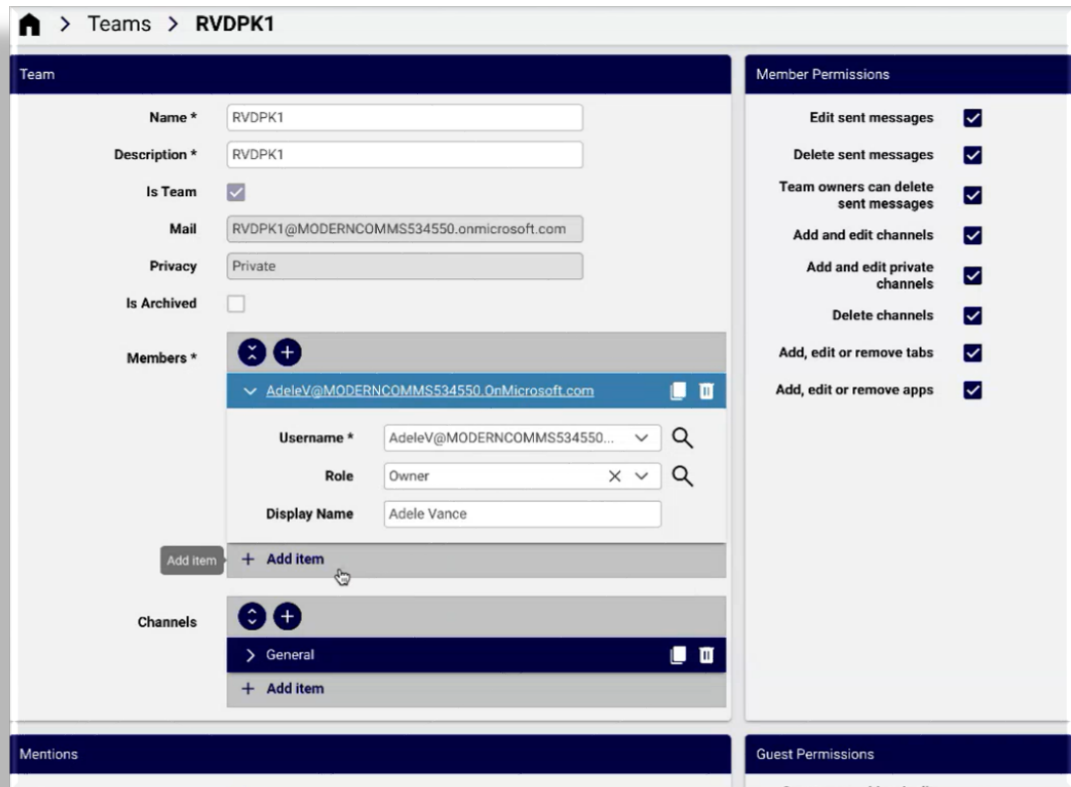 > Teams > RVDPK1
Team
Name * RVDPK1
Description * RVDPK1
Is Team
Mail RVDPK1@MODERNCOMMS534550.onmicrosoft.com
Privacy Private
Is Archived
Members *
AdeleV@MODERNCOMMS534550.OnMicrosoft.com
Username * AdeleV@MODERNCOMMS534550...
Role Owner
Display Name Adele Vance
Add item
+ Add item
Channels
General
+ Add item
Mentions
Member Permissions
Edit sent messages
Delete sent messages
Team owners can delete
sent messages
Add and edit channels
Add and edit private
channels
Delete channels
Add, edit or remove tabs
Add, edit or remove apps
Guest Permissions